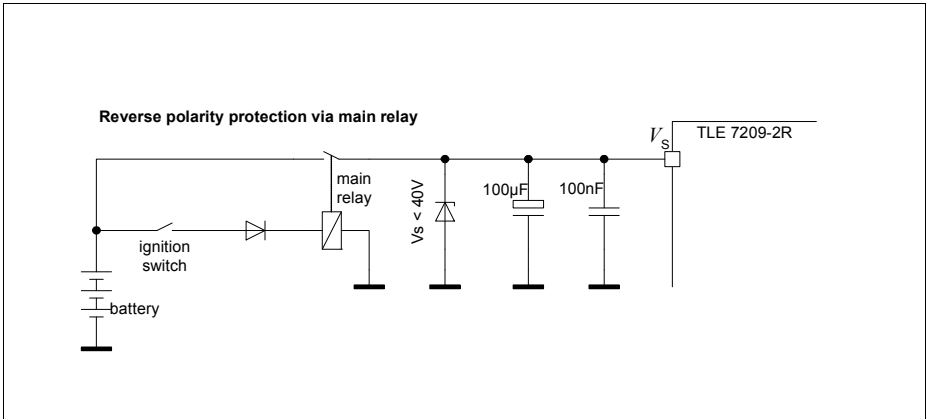 Reverse polarity protection via main relay
VS
TLE 7209-2R
main
relay
Vs < 40V
100µF
100nF
ignition
switch
battery